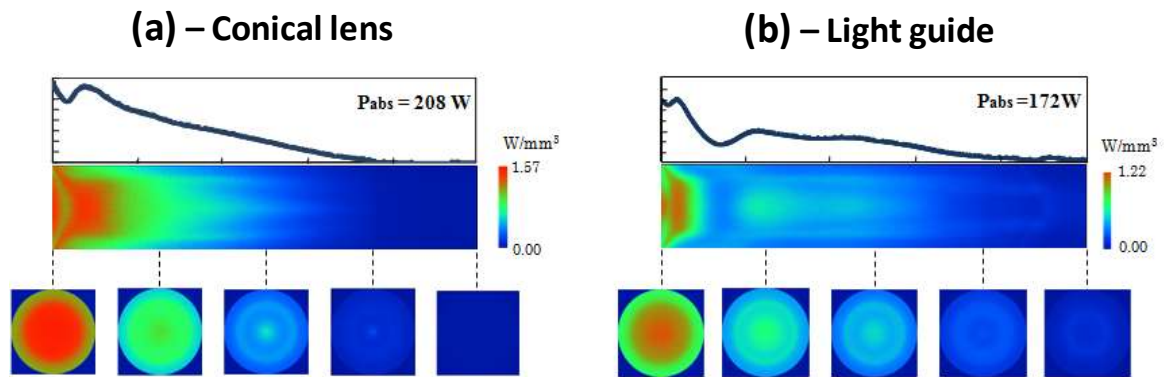 (a) – Conical lens
Pabs = 208 W
W/mm³
1.57
0.00
(b) – Light guide
Pabs =172W
W/mm³
1.22
0.00